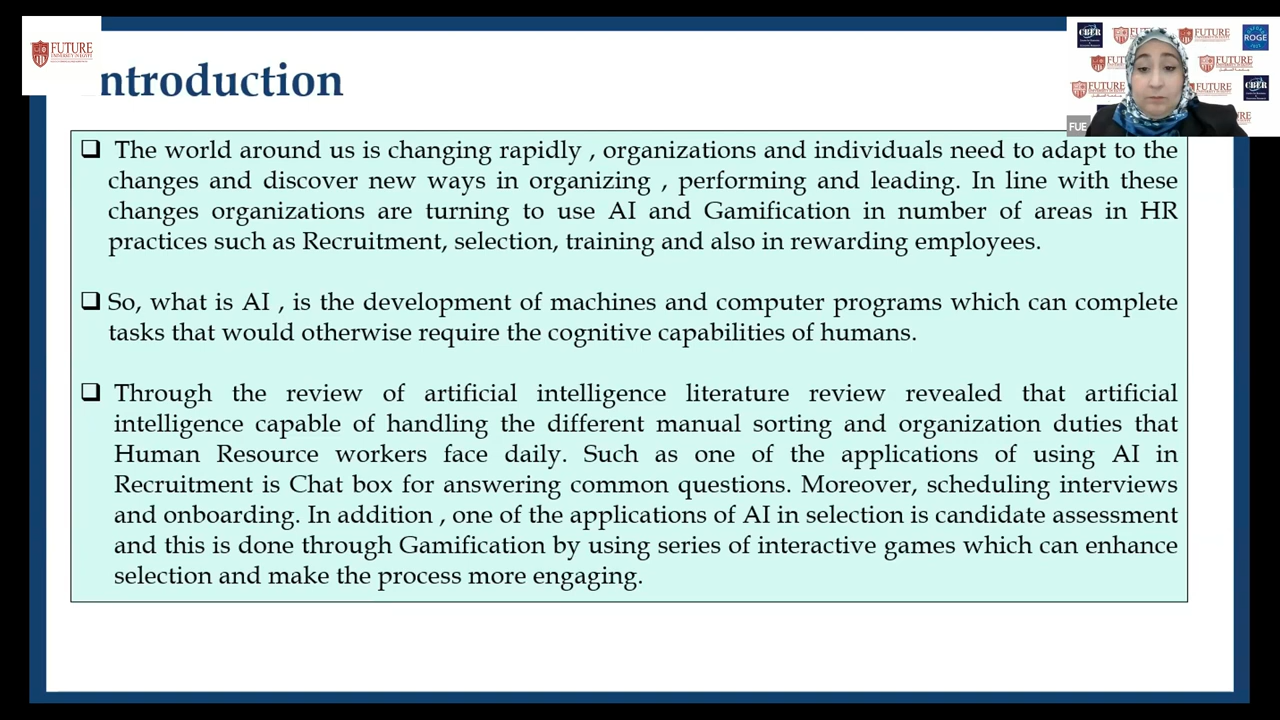 FUTURE
UNIVERSITY IN EGYPT
ntroduction
CBER
FUTURE
FUTURE
ROGE
FUTURE
FUTURE
FUTURE
CBER
FUE
❑ The world around us is changing rapidly , organizations and individuals need to adapt to the
changes and discover new ways in organizing , performing and leading. In line with these
changes organizations are turning to use AI and Gamification in number of areas in HR
practices such as Recruitment, selection, training and also in rewarding employees.
❑ So, what is AI , is the development of machines and computer programs which can complete
tasks that would otherwise require the cognitive capabilities of humans.
❑ Through the review of artificial intelligence literature review revealed that artificial
intelligence capable of handling the different manual sorting and organization duties that
Human Resource workers face daily. Such as one of the applications of using AI in
Recruitment is Chat box for answering common questions. Moreover, scheduling interviews
and onboarding. In addition , one of the applications of AI in selection is candidate assessment
and this is done through Gamification by using series of interactive games which can enhance
selection and make the process more engaging.